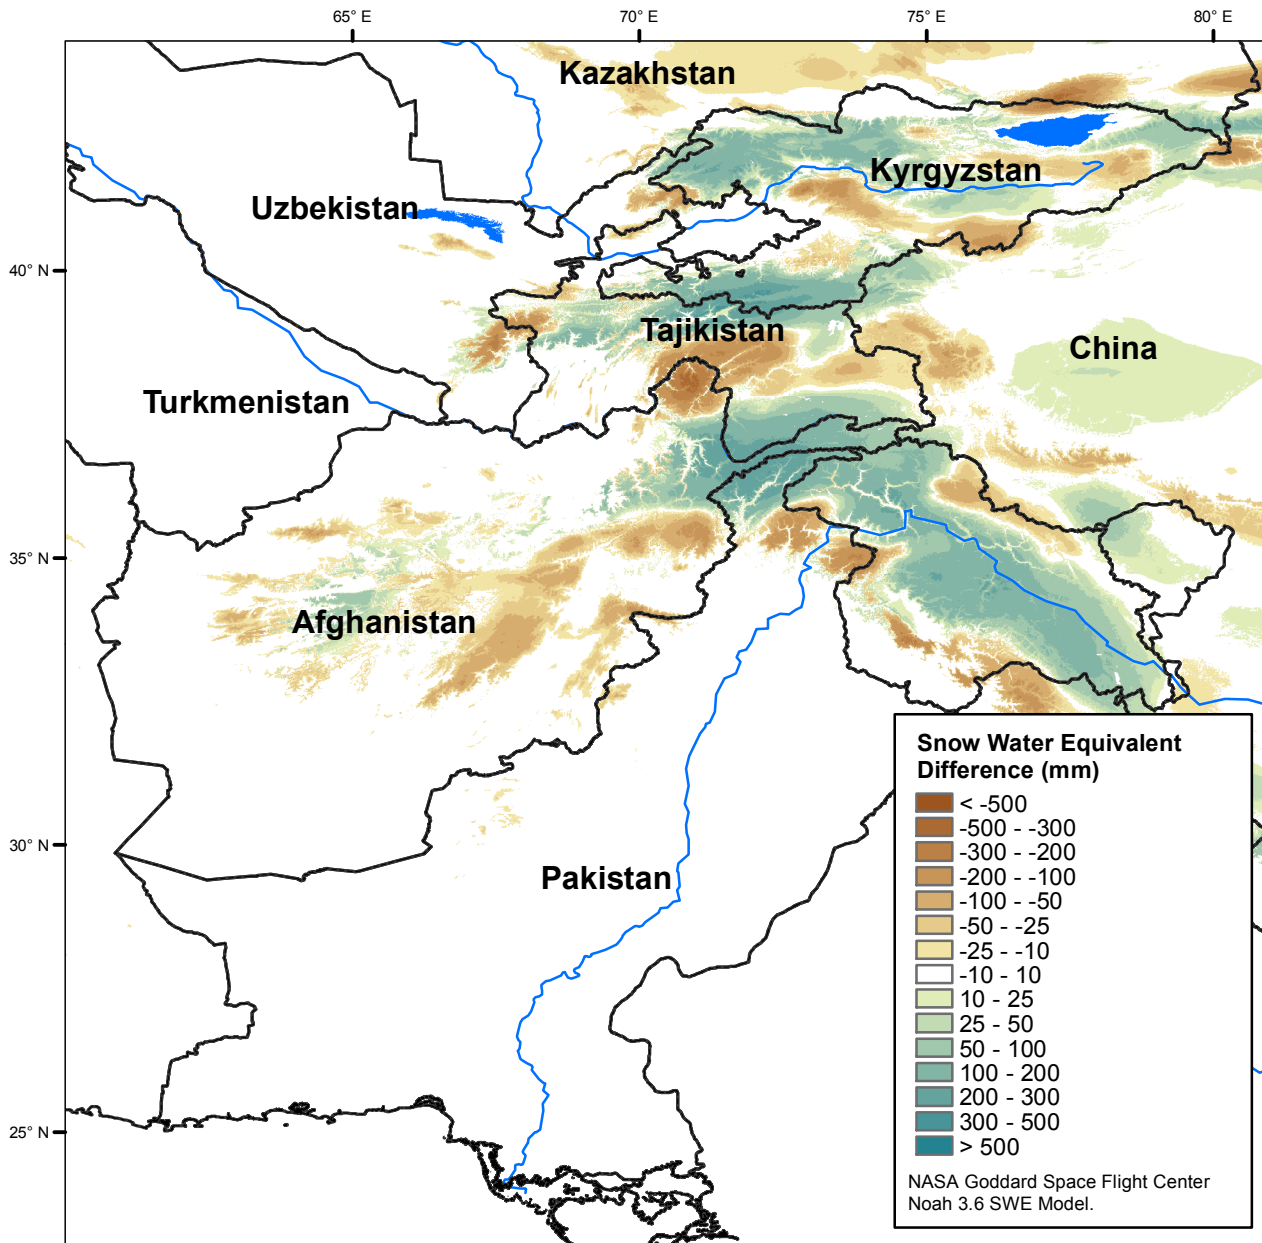 65° E
70° E
75° E
80° E
Kazakhstan
Kyrgyzstan
Uzbekistan
40° N
Tajikistan
China
Turkmenistan
35° N
Afghanistan
Snow Water Equivalent
Difference (mm)
< -500
-500 - -300
-300 - -200
-200 - -100
-100 - -50
-50 - -25
-25 - -10
-10 - 10
10 - 25
25 - 50
50 - 100
100 - 200
200 - 300
300 - 500
> 500
NASA Goddard Space Flight Center
Noah 3.6 SWE Model.
30° N
Pakistan
25° N